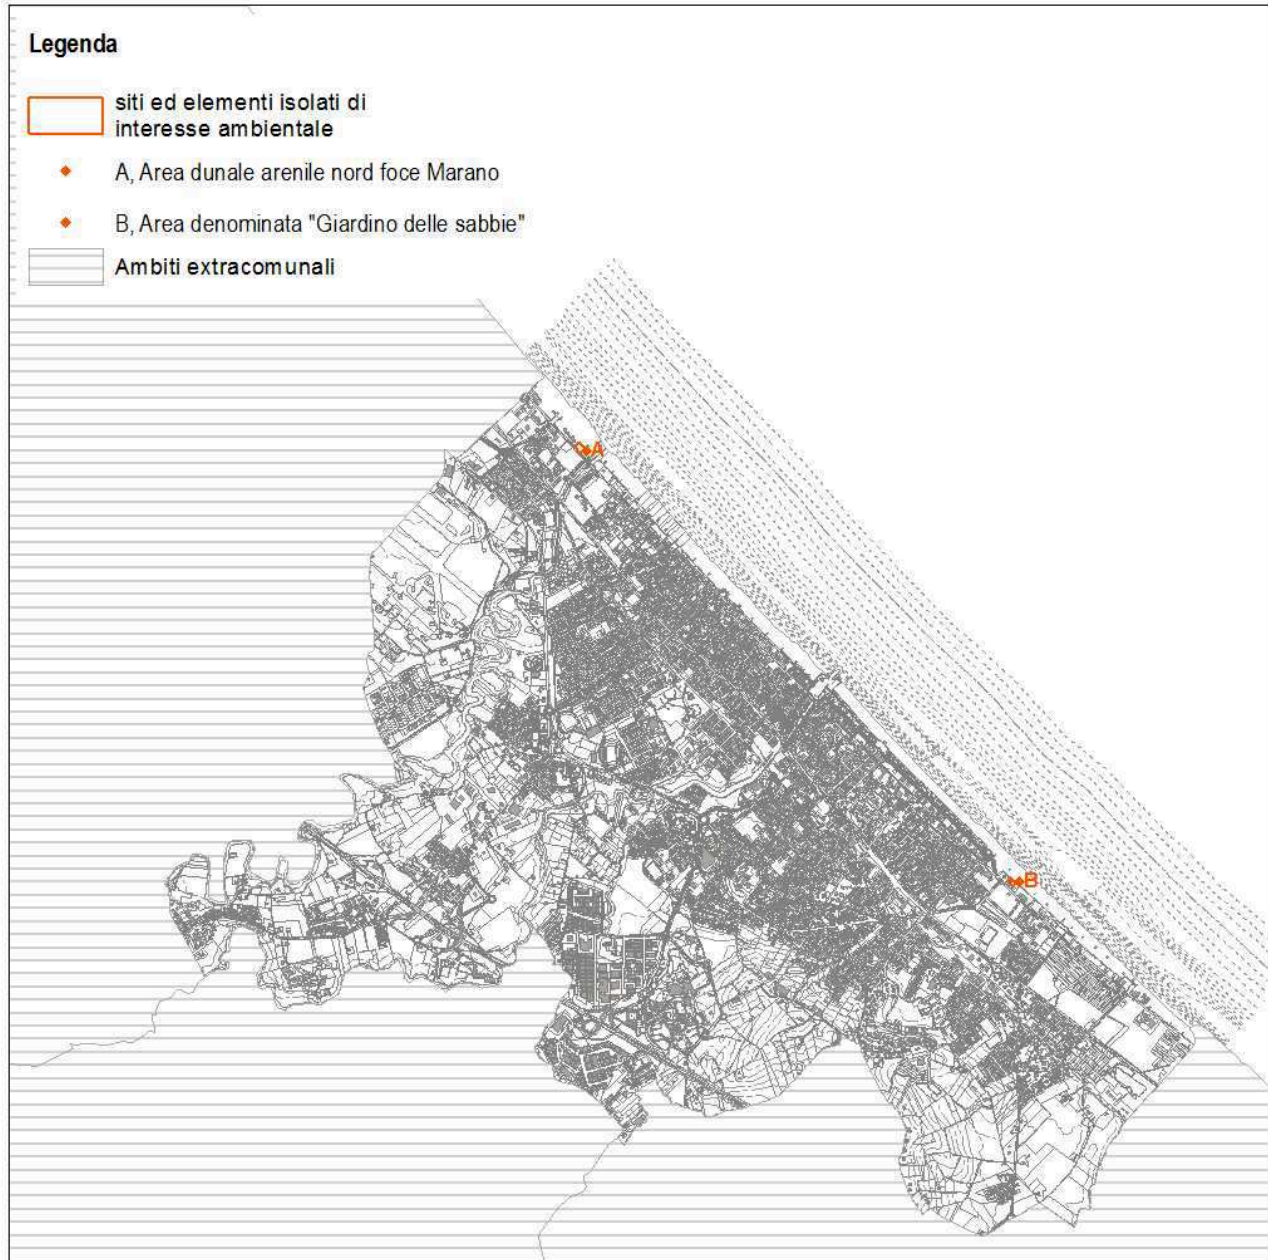 Legenda
siti ed elementi isolati di
interesse ambientale
A, Area dunale arenile nord foce Marano
B, Area denominata "Giardino delle sabbie"
Ambiti extracomunali
A
B